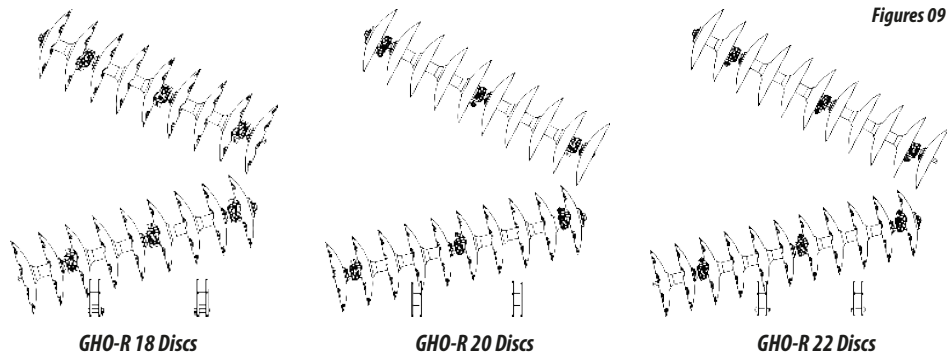 Figures 09
GHO-R 18 Discs
GHO-R 20 Discs
GHO-R 22 Discs